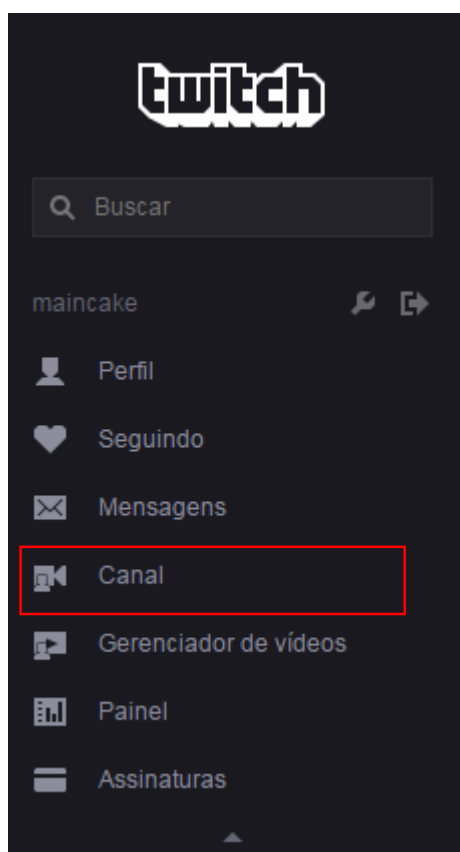 twitch
Buscar
maincake
Perfil
Seguindo
Mensagens
Canal
Gerenciador de vídeos
Painel
Assinaturas